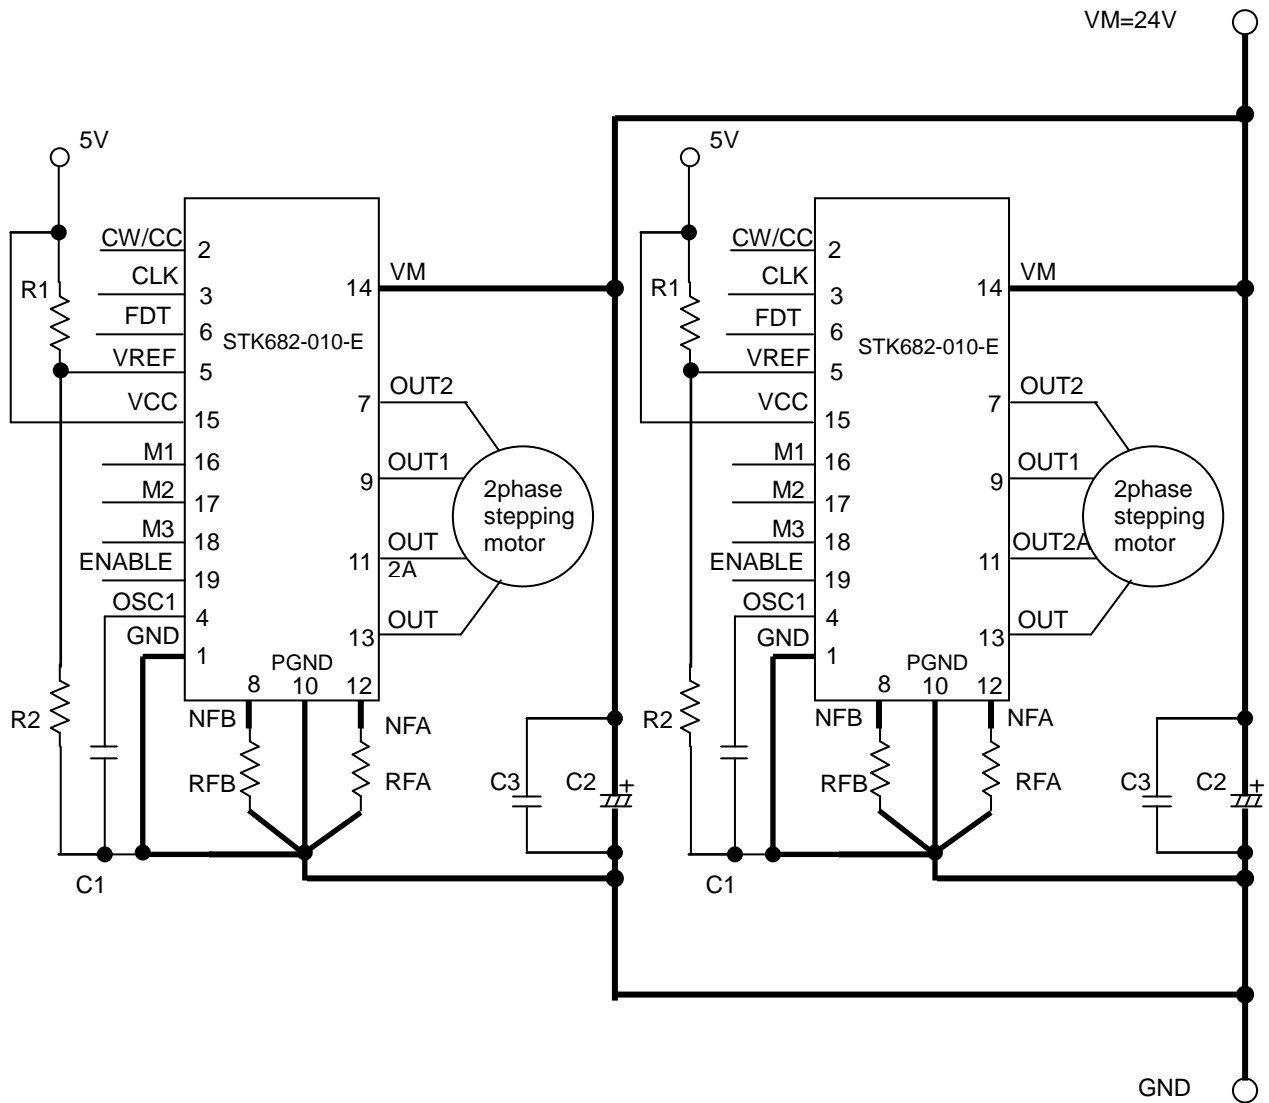 VM=24V
5V
CW/CC
2
CLK
3
R1
FDT
6
STK682-010-E
VREF
5
VCC
15
M1
16
M2
17
M3
18
ENABLE
19
OSC1
4
GND
1
14
VM
7
OUT2
9
OUT1
11
OUT
2A
13
OUT
2phase
stepping
motor
PGND
8
10
12
NFB
NFA
RFB
RFA
R2
C1
C3
C2
+
5V
CW/CC
2
CLK
3
R1
FDT
6
STK682-010-E
VREF
5
VCC
15
M1
16
M2
17
M3
18
ENABLE
19
OSC1
4
GND
1
14
VM
7
OUT2
9
OUT1
11
OUT2A
13
OUT
2phase
stepping
motor
PGND
8
10
12
NFB
NFA
RFB
RFA
R2
C1
C3
C2
+
GND